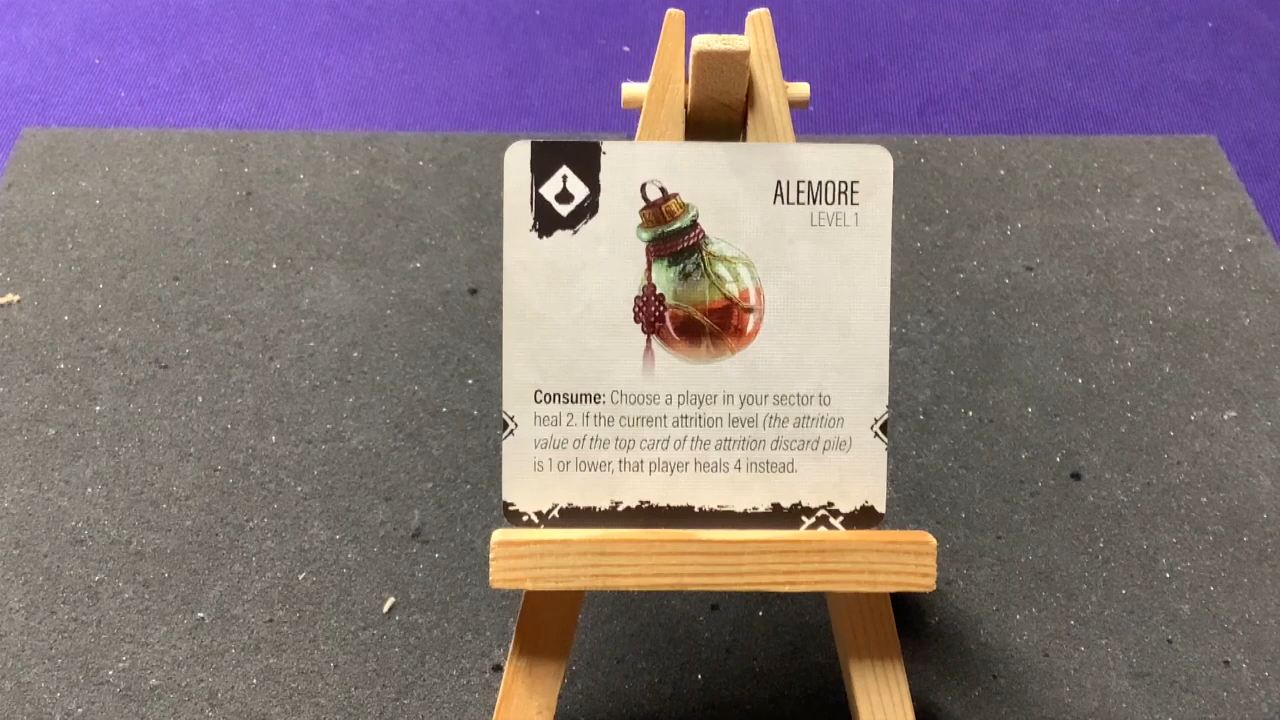 ALEMORE
LEVEL 1
Consume: Choose a player in your sector to
heal 2. If the current attrition level (the attrition
value of the top card of the attrition discard pile)
is 1 or lower, that player heals 4 instead.